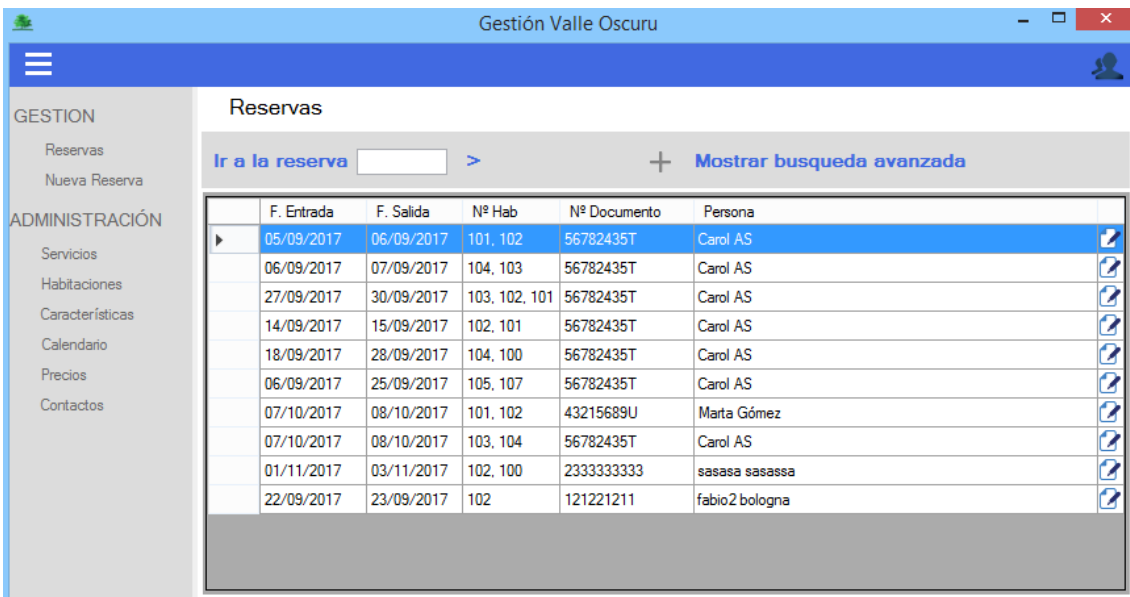 Gestión Valle Oscuru
GESTION
Reservas
Nueva Reserva
ADMINISTRACIÓN
Servicios
Habitaciones
Características
Calendario
Precios
Contactos
Reservas
Ir a la reserva > + Mostrar busqueda avanzada
F. Entrada F. Salida Nº Hab Nº Documento Persona
05/09/2017 06/09/2017 101, 102 56782435T Carol AS
06/09/2017 07/09/2017 104, 103 56782435T Carol AS
27/09/2017 30/09/2017 103, 102, 101 56782435T Carol AS
14/09/2017 15/09/2017 102, 101 56782435T Carol AS
18/09/2017 28/09/2017 104, 100 56782435T Carol AS
06/09/2017 25/09/2017 105, 107 56782435T Carol AS
07/10/2017 08/10/2017 101, 102 43215689U Marta Gómez
07/10/2017 08/10/2017 103, 104 56782435T Carol AS
01/11/2017 03/11/2017 102, 100 2333333333 sasasa sasassa
22/09/2017 23/09/2017 102 121221211 fabio2 bologna